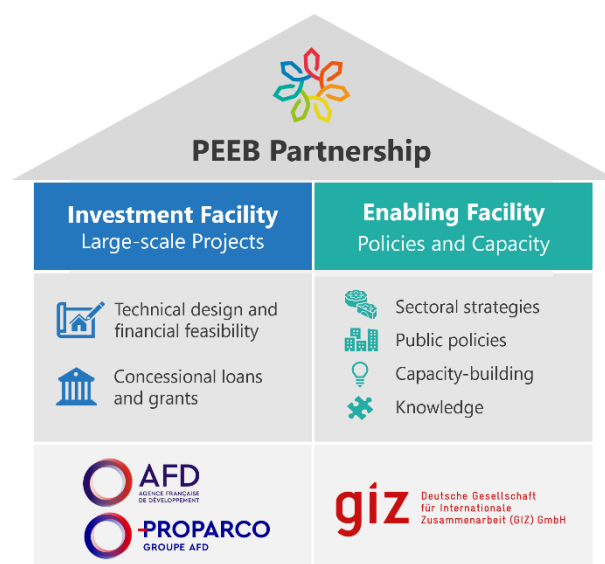 PEEB Partnership
Investment Facility
Large-scale Projects
Enabling Facility
Policies and Capacity
Technical design and
financial feasibility
Concessional loans
and grants
Sectoral strategies
Public policies
Capacity-building
Knowledge
AFD
AGENCE FRANÇAISE
DE DÉVELOPPEMENT
PROPARCO
GROUPE AFD
giz
Deutsche Gesellschaft
für Internationale
Zusammenarbeit (GIZ) GmbH